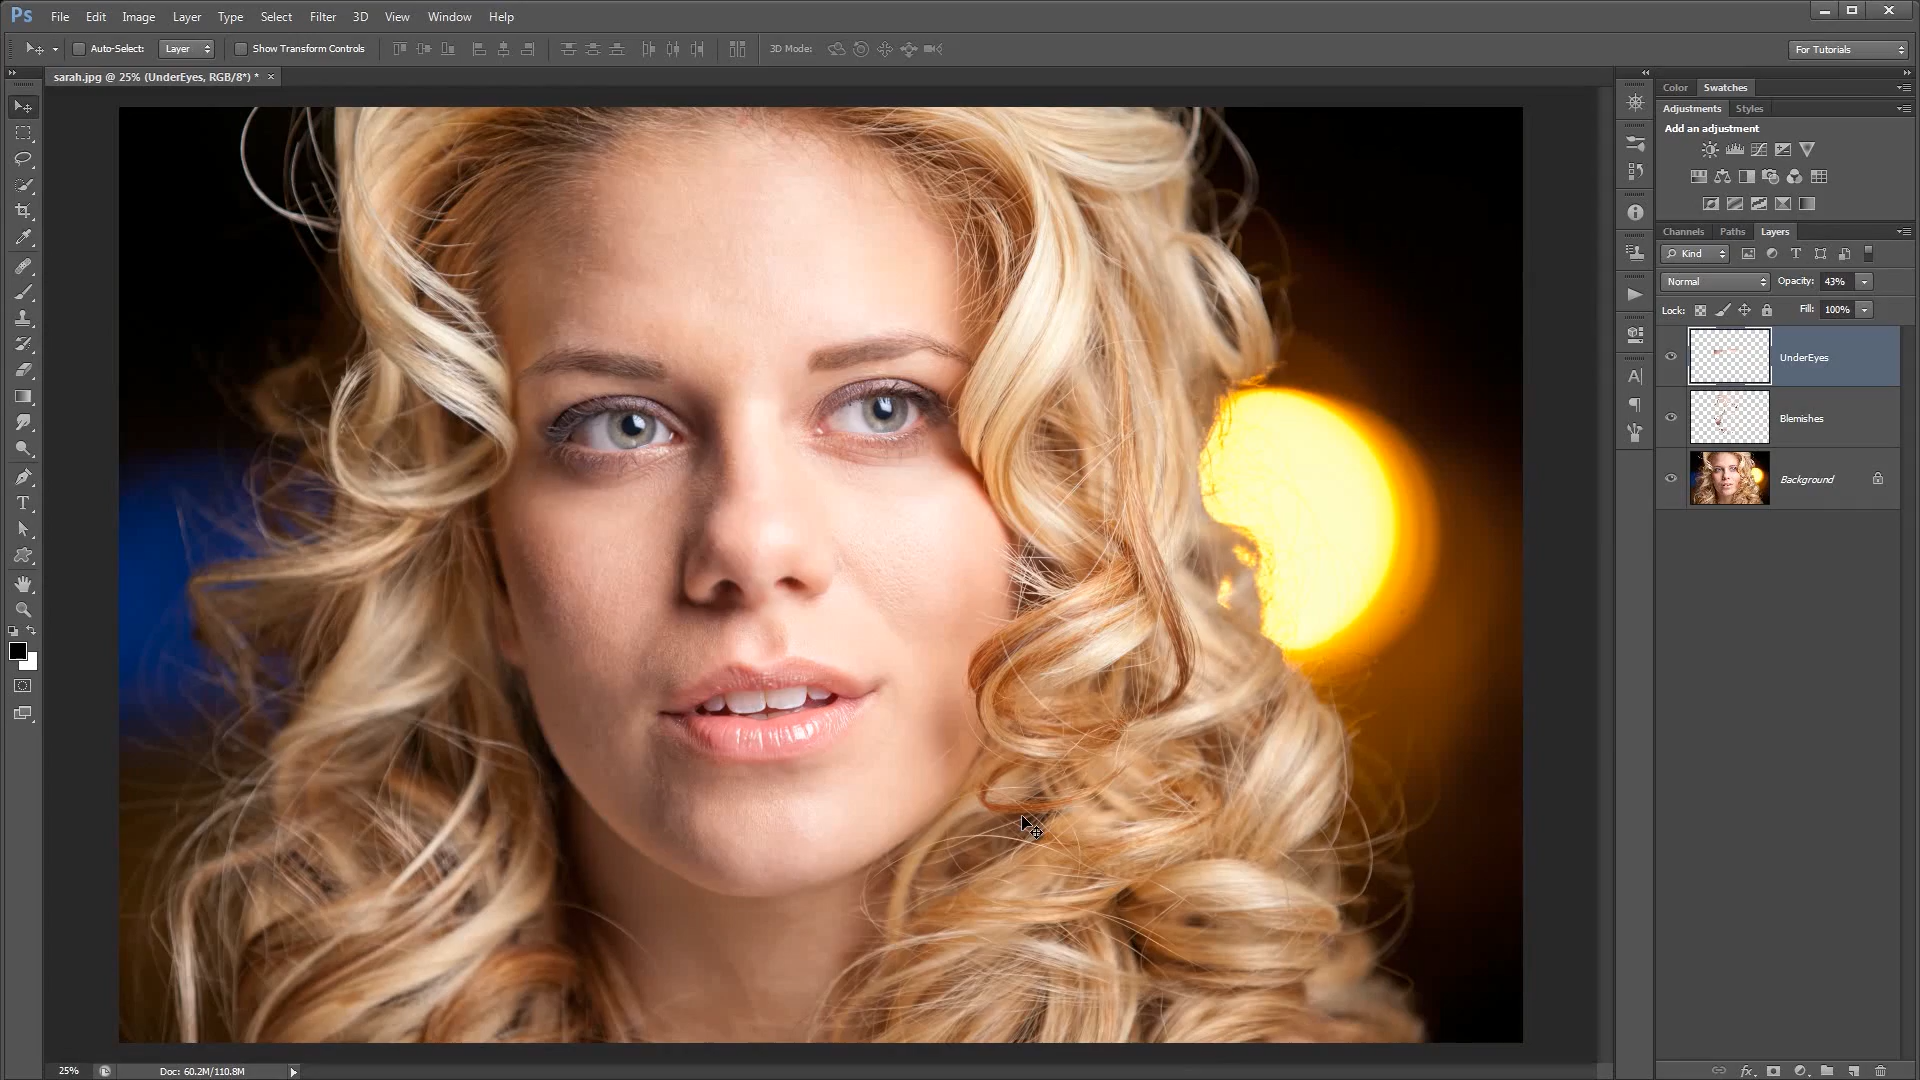 Ps File Edit Image Layer Type Select Filter 3D View Window Help
Auto-Select: Layer Show Transform Controls 3D Mode: For Tutorials
sarah.jpg @ 25% (UnderEyes, RGB/8*) * ×
Color Swatches
Adjustments Styles
Add an adjustment
Channels Paths Layers
Kind
Normal Opacity: 43%
Lock: Fill: 100%
UnderEyes
Blemishes
Background
25% Doc: 60.2M/110.8M